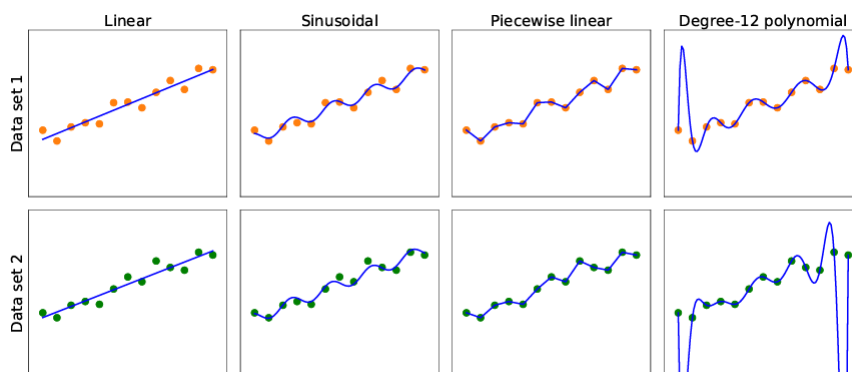 Linear
Sinusoidal
Piecewise linear
Degree-12 polynomial
Data set 1
Data set 2